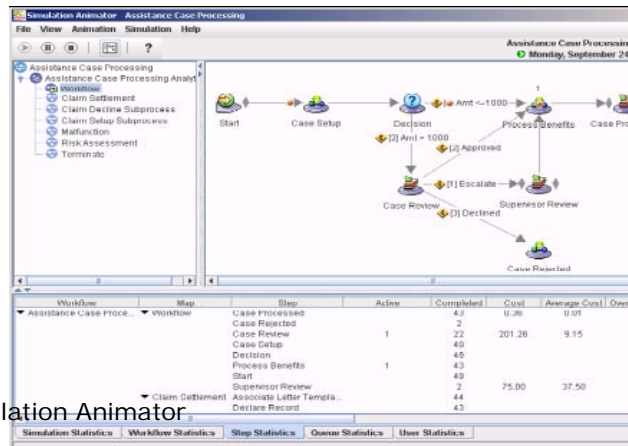 Simulation Animator   Assistance Case Processing
File View Animation Simulation Help
?
Assistance Case Processin
Monday, September 24
Assistance Case Processing
Assistance Case Processing Analyt
Workflow
Claim Settlement
Claim Decline Subprocess
Claim Setup Subprocess
Malfunction
Risk Assessment
Terminate
1
Amt <=1000
Start
Case Setup
Decision
Process Benefits
Case Pro
[2] Amt > 1000
[2] Approved
[1] Escalate
Case Review
Supervisor Review
[3] Declined
Case Rejected
Workflow Map Step Active Completed Cost Average Cost Over
Assistance Case Proce... Workflow Case Processed 43 0.36 0.01
Case Rejected 2
Case Review 1 22 201.26 9.15
Case Setup 49
Decision 49
Process Benefits 1 43
Start 49
Supervisor Review 2 75.00 37.50
Claim Settlement Associate Letter Templa... 44
Declare Record 43
lation Animator
Simulation Statistics Workflow Statistics Step Statistics Queue Statistics User Statistics